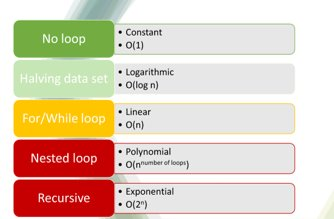 No loop
• Constant
• O(1)
Halving data set
• Logarithmic
• O(log n)
For/While loop
• Linear
• O(n)
Nested loop
• Polynomial
• O(n^number of loops)
Recursive
• Exponential
• O(2ⁿ)